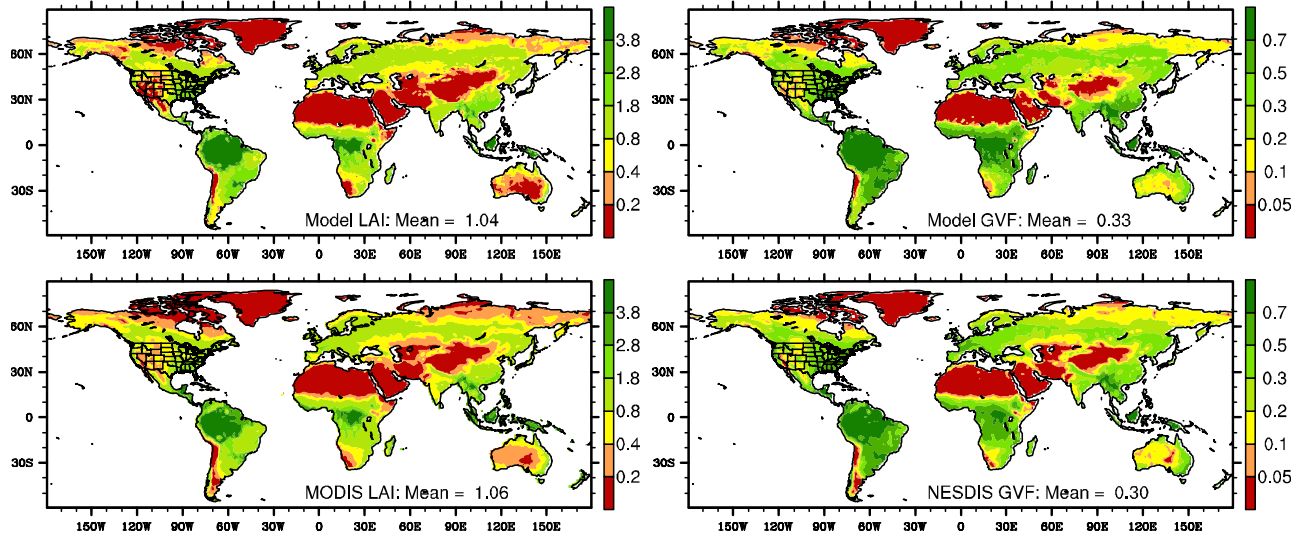 60N
30N
0
30S
150W 120W 90W 60W 30W 0 30E 60E 90E 120E 150E
Model LAI: Mean = 1.04
3.8
2.8
1.8
0.8
0.4
0.2
60N
30N
0
30S
150W 120W 90W 60W 30W 0 30E 60E 90E 120E 150E
Model GVF: Mean = 0.33
0.7
0.5
0.3
0.2
0.1
0.05
60N
30N
0
30S
150W 120W 90W 60W 30W 0 30E 60E 90E 120E 150E
MODIS LAI: Mean = 1.06
3.8
2.8
1.8
0.8
0.4
0.2
60N
30N
0
30S
150W 120W 90W 60W 30W 0 30E 60E 90E 120E 150E
NESDIS GVF: Mean = 0.30
0.7
0.5
0.3
0.2
0.1
0.05